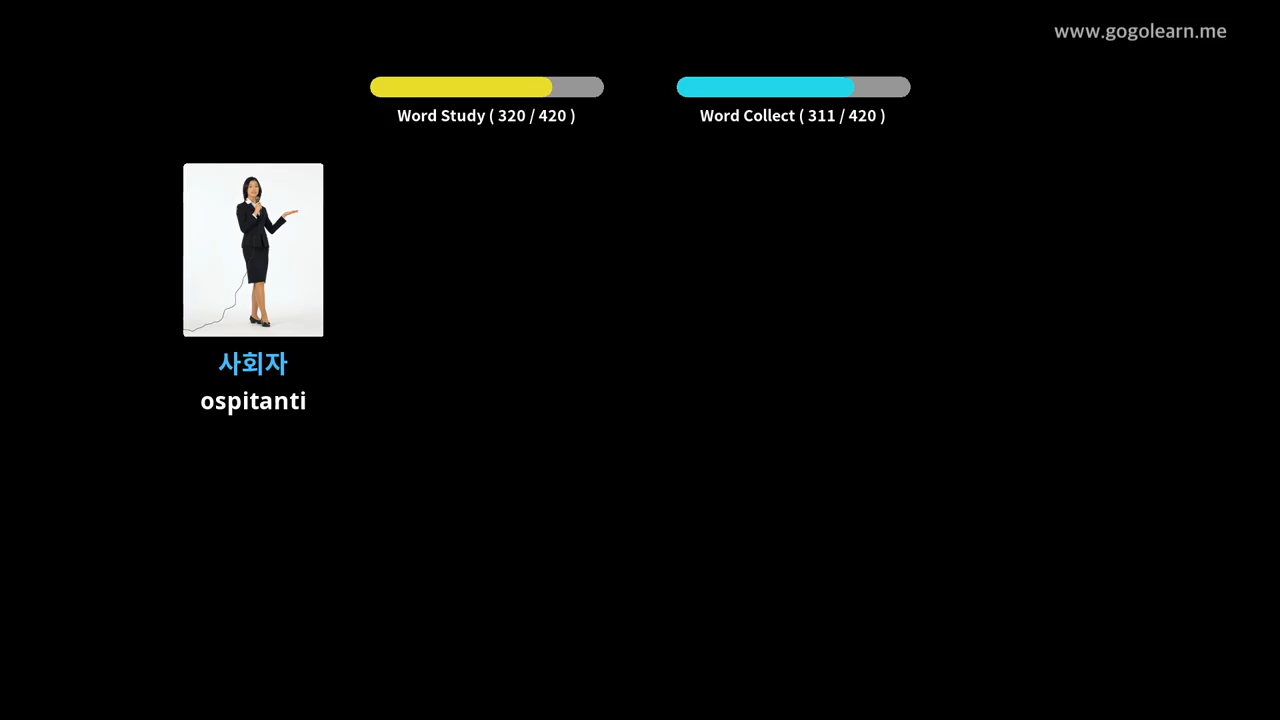 www.gogolearn.me
Word Study ( 320 / 420 )
Word Collect ( 311 / 420 )
사회자
ospitanti